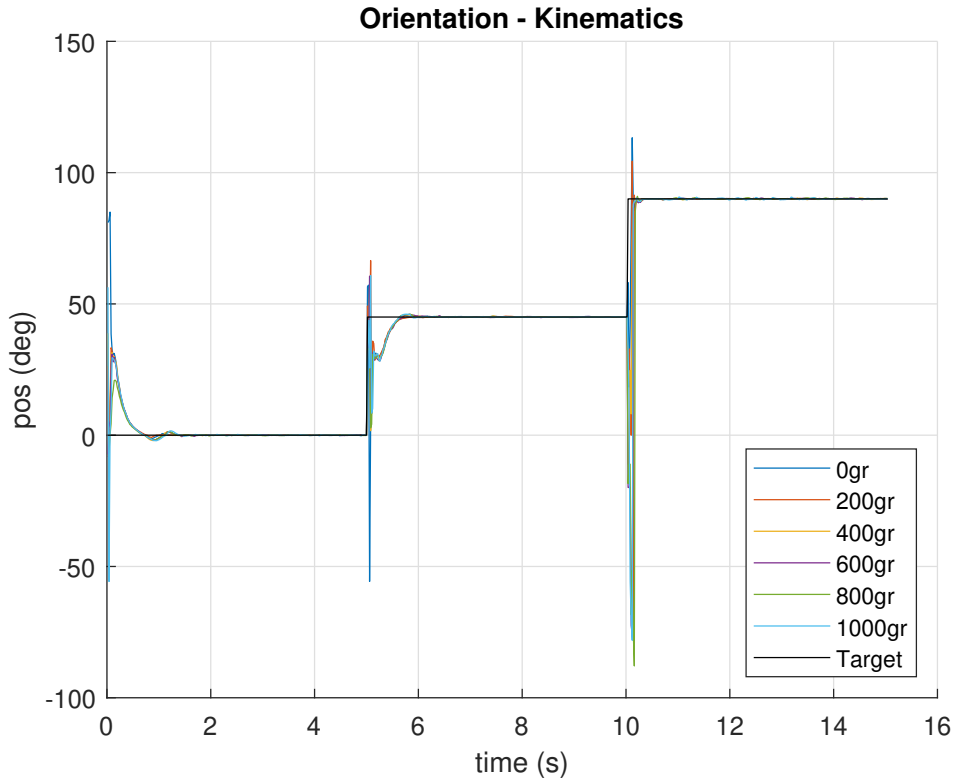 Orientation - Kinematics
150
100
50
0
-50
-100
pos (deg)
0gr
200gr
400gr
600gr
800gr
1000gr
Target
0 2 4 6 8 10 12 14 16
time (s)